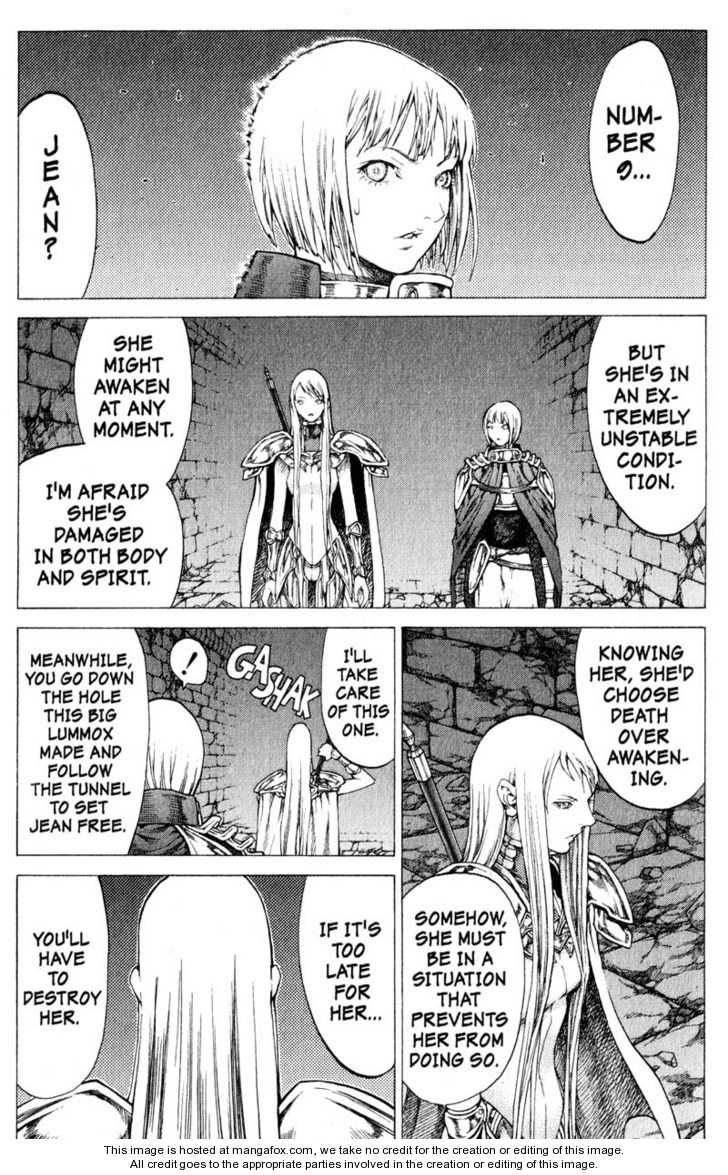 NUM-
BER
9...
JEAN?
BUT
SHE'S IN
AN EX-
TREMELY
UNSTABLE
CONDI-
TION.
SHE
MIGHT
AWAKEN
AT ANY
MOMENT.
I'M AFRAID
SHE'S
DAMAGED
IN BOTH BODY
AND SPIRIT.
KNOWING
HER, SHE'D
CHOOSE
DEATH
OVER
AWAKEN-
ING.
SOMEHOW,
SHE MUST
BE IN A
SITUATION
THAT
PREVENTS
HER FROM
DOING SO.
I'LL
TAKE
CARE
OF THIS
ONE.
GASHAK
!
MEANWHILE,
YOU GO DOWN
THE HOLE
THIS BIG
LUMMOX
MADE AND
FOLLOW
THE TUNNEL
TO SET
JEAN FREE.
IF IT'S
TOO
LATE
FOR
HER...
YOU'LL
HAVE
TO
DESTROY
HER.
This image is hosted at mangafox.com, we take no credit for the creation or editing of this image.
All credit goes to the appropriate parties involved in the creation or editing of this image.